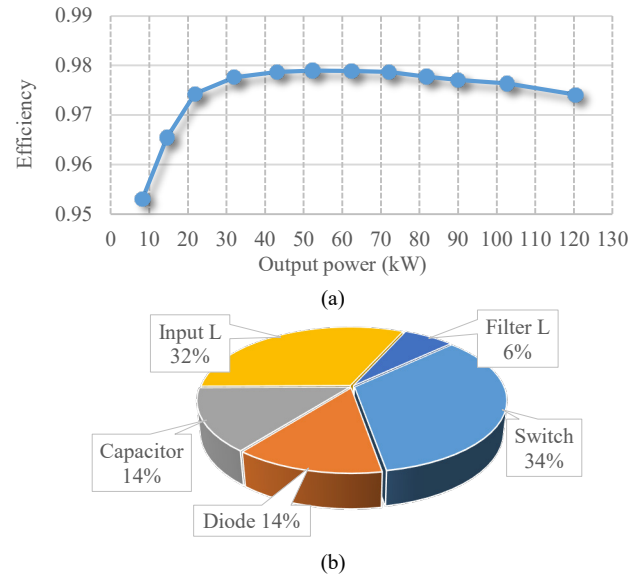 0.99
0.98
0.97
0.96
0.95
Efficiency
0 10 20 30 40 50 60 70 80 90 100 110 120 130
Output power (kW)
(a)
Input L
32%
Filter L
6%
Capacitor
14%
Switch
34%
Diode 14%
(b)